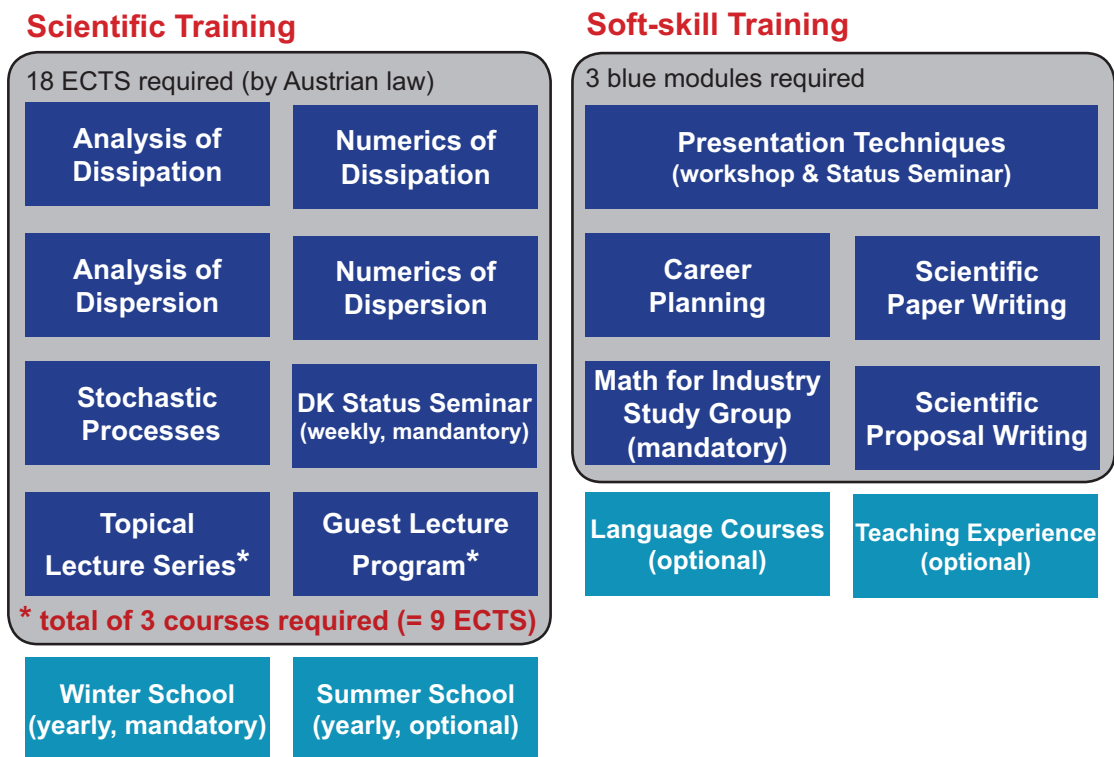 Scientific Training
18 ECTS required (by Austrian law)
Analysis of
Dissipation
Numerics of
Dissipation
Analysis of
Dispersion
Numerics of
Dispersion
Stochastic
Processes
DK Status Seminar
(weekly, mandantory)
Topical
Lecture Series*
Guest Lecture
Program*
* total of 3 courses required (= 9 ECTS)
Winter School
(yearly, mandatory)
Summer School
(yearly, optional)
Soft-skill Training
3 blue modules required
Presentation Techniques
(workshop & Status Seminar)
Career
Planning
Scientific
Paper Writing
Math for Industry
Study Group
(mandatory)
Scientific
Proposal Writing
Language Courses
(optional)
Teaching Experience
(optional)